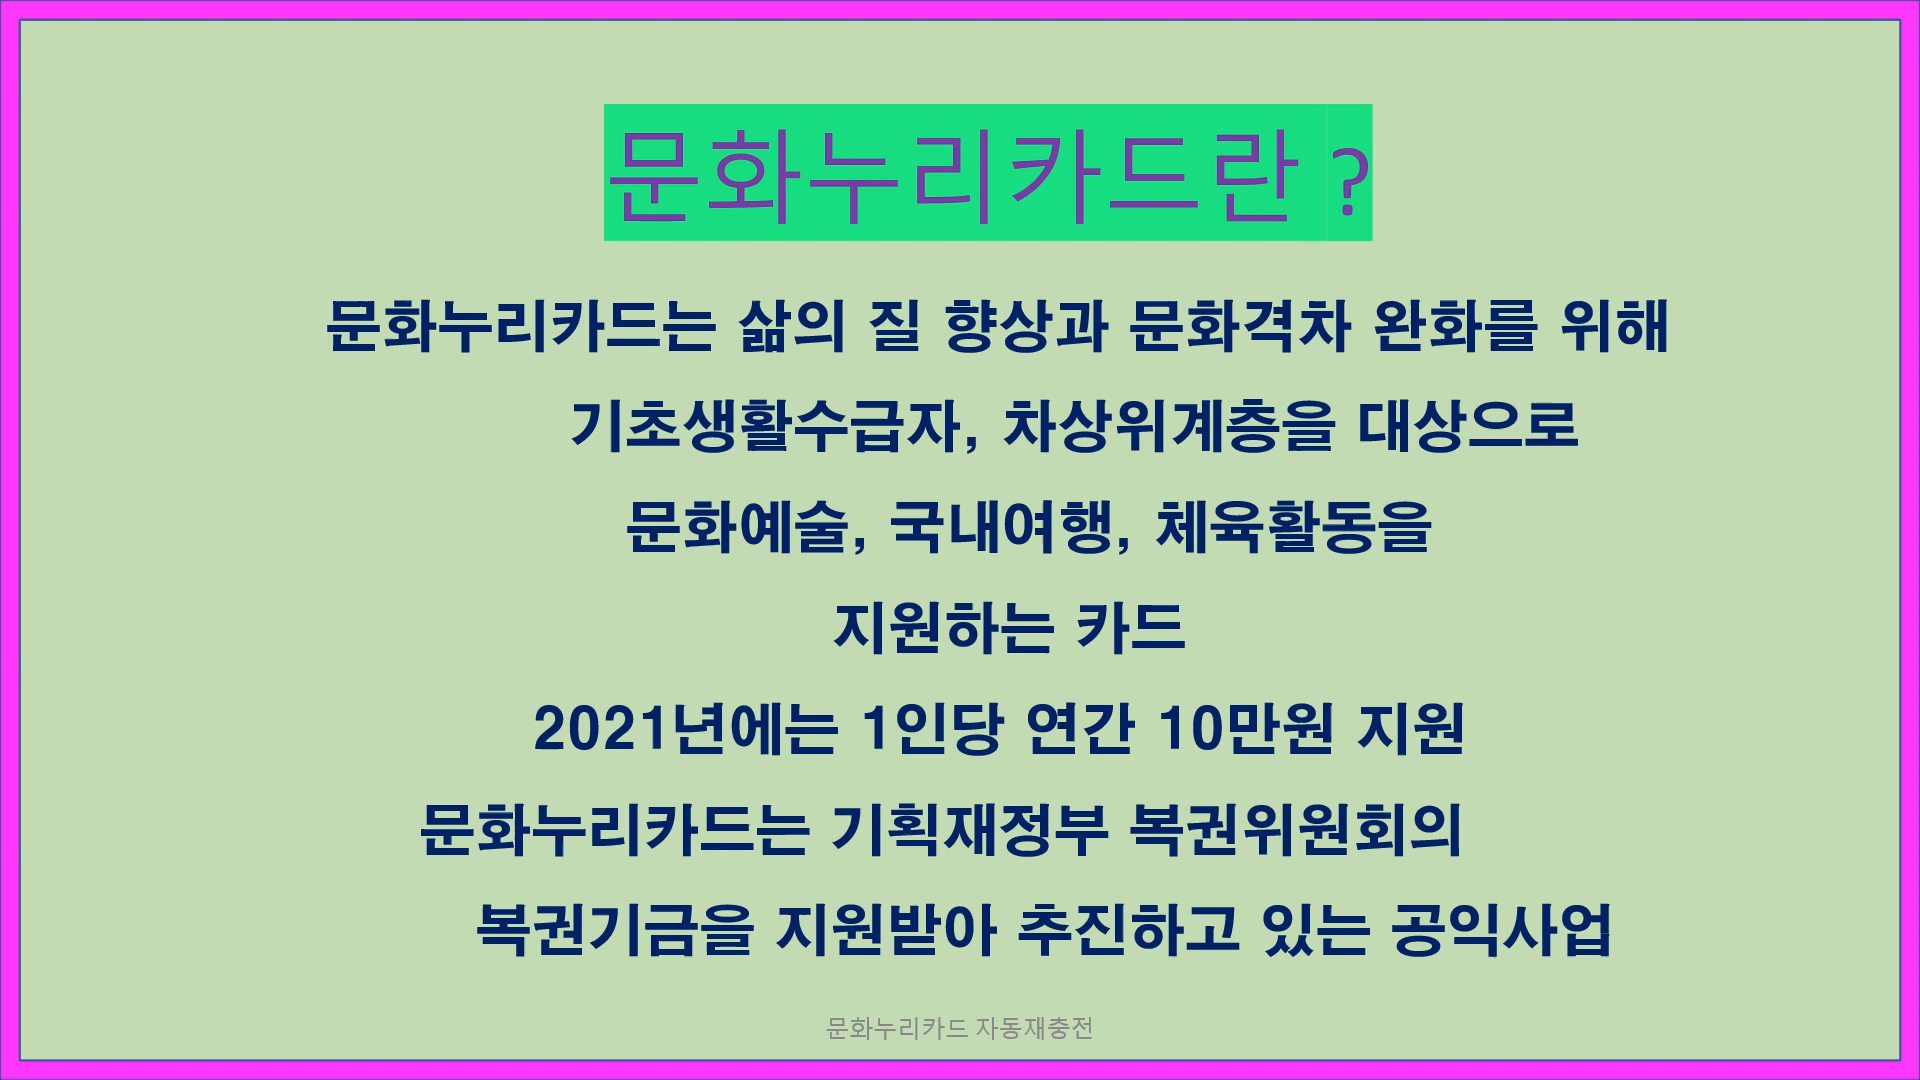 문화누리카드란 ?
문화누리카드는 삶의 질 향상과 문화격차 완화를 위해
기초생활수급자, 차상위계층을 대상으로
문화예술, 국내여행, 체육활동을
지원하는 카드
2021년에는 1인당 연간 10만원 지원
문화누리카드는 기획재정부 복권위원회의
복권기금을 지원받아 추진하고 있는 공익사업
문화누리카드 자동재충전